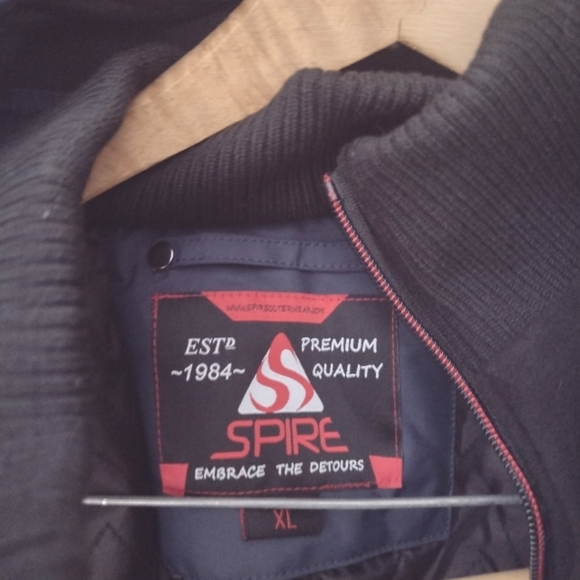 WWW.SPIREOUTERWEAR.COM
ESTD PREMIUM
~1984~ QUALITY
SPIRE
EMBRACE THE DETOURS
XL